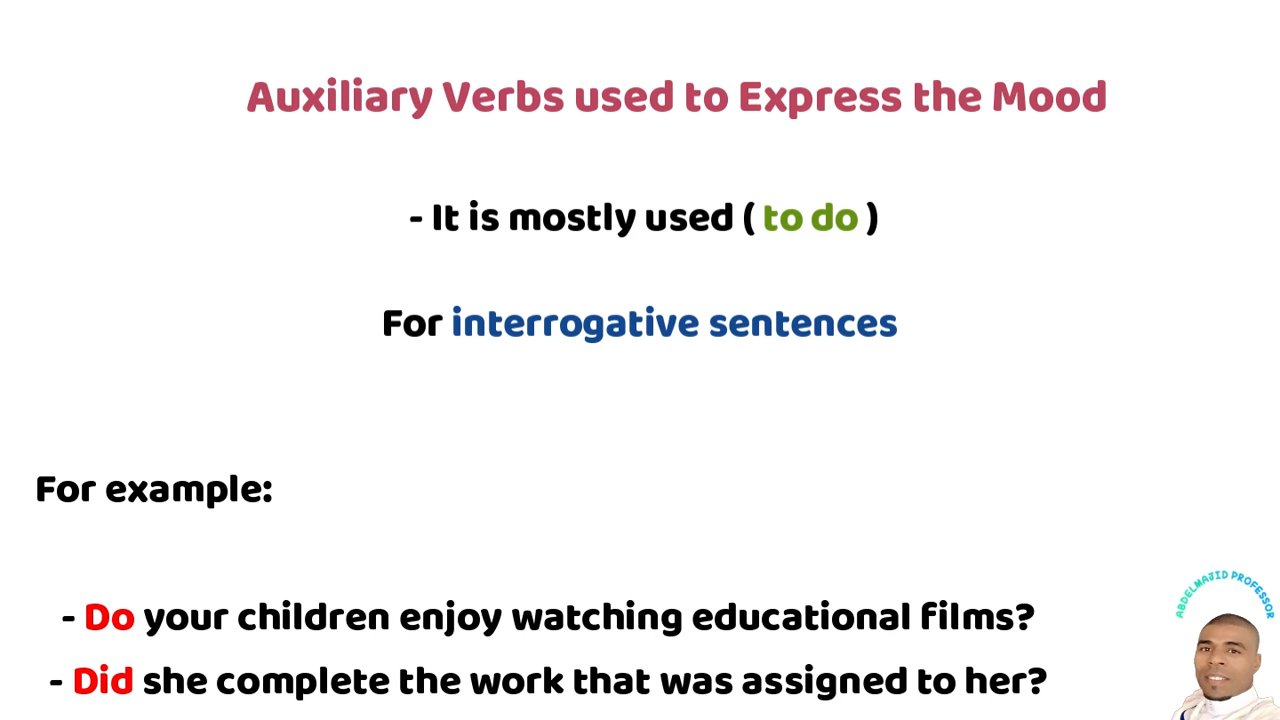 Auxiliary Verbs used to Express the Mood
- It is mostly used ( to do )
For interrogative sentences
For example:
ABDELMAJID PROFESSOR
- Do your children enjoy watching educational films?
- Did she complete the work that was assigned to her?